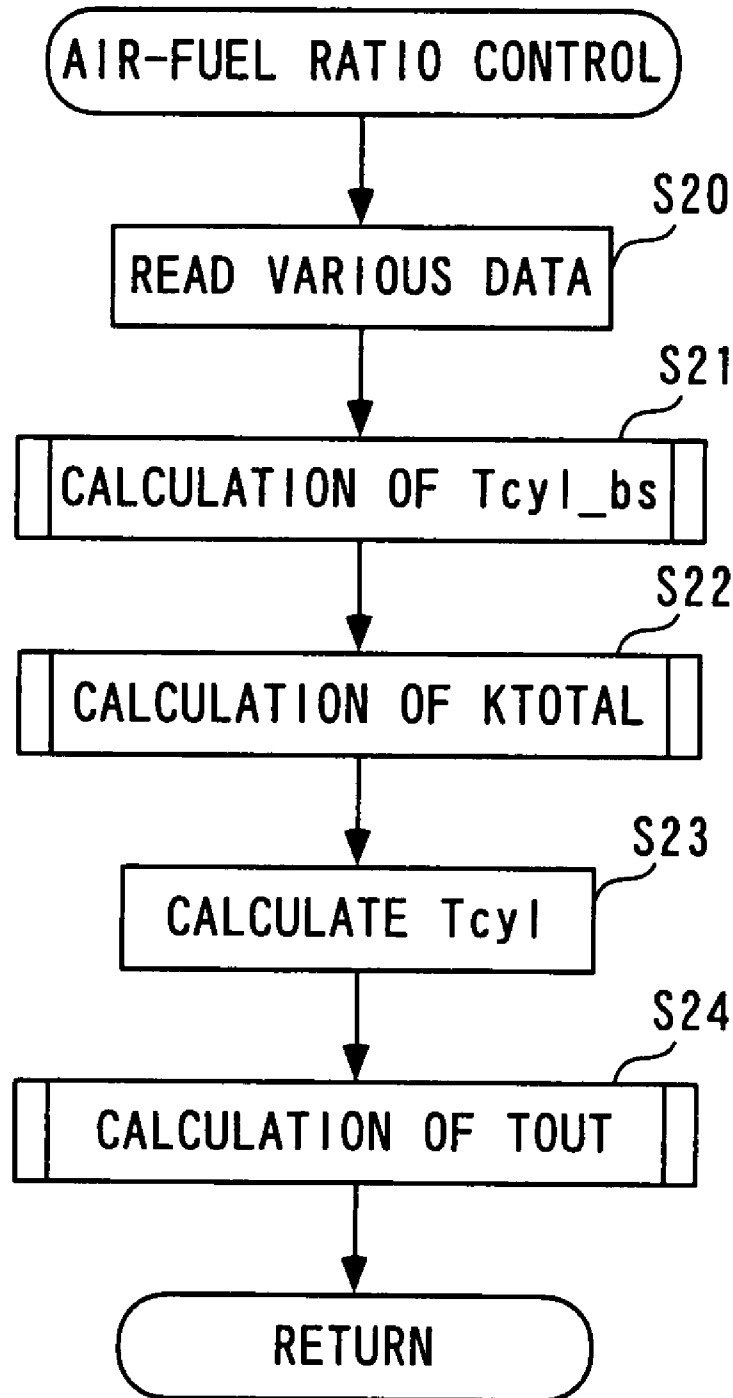 AIR-FUEL RATIO CONTROL
S20
READ VARIOUS DATA
S21
CALCULATION OF Tcyl_bs
S22
CALCULATION OF KTOTAL
S23
CALCULATE Tcyl
S24
CALCULATION OF TOUT
RETURN